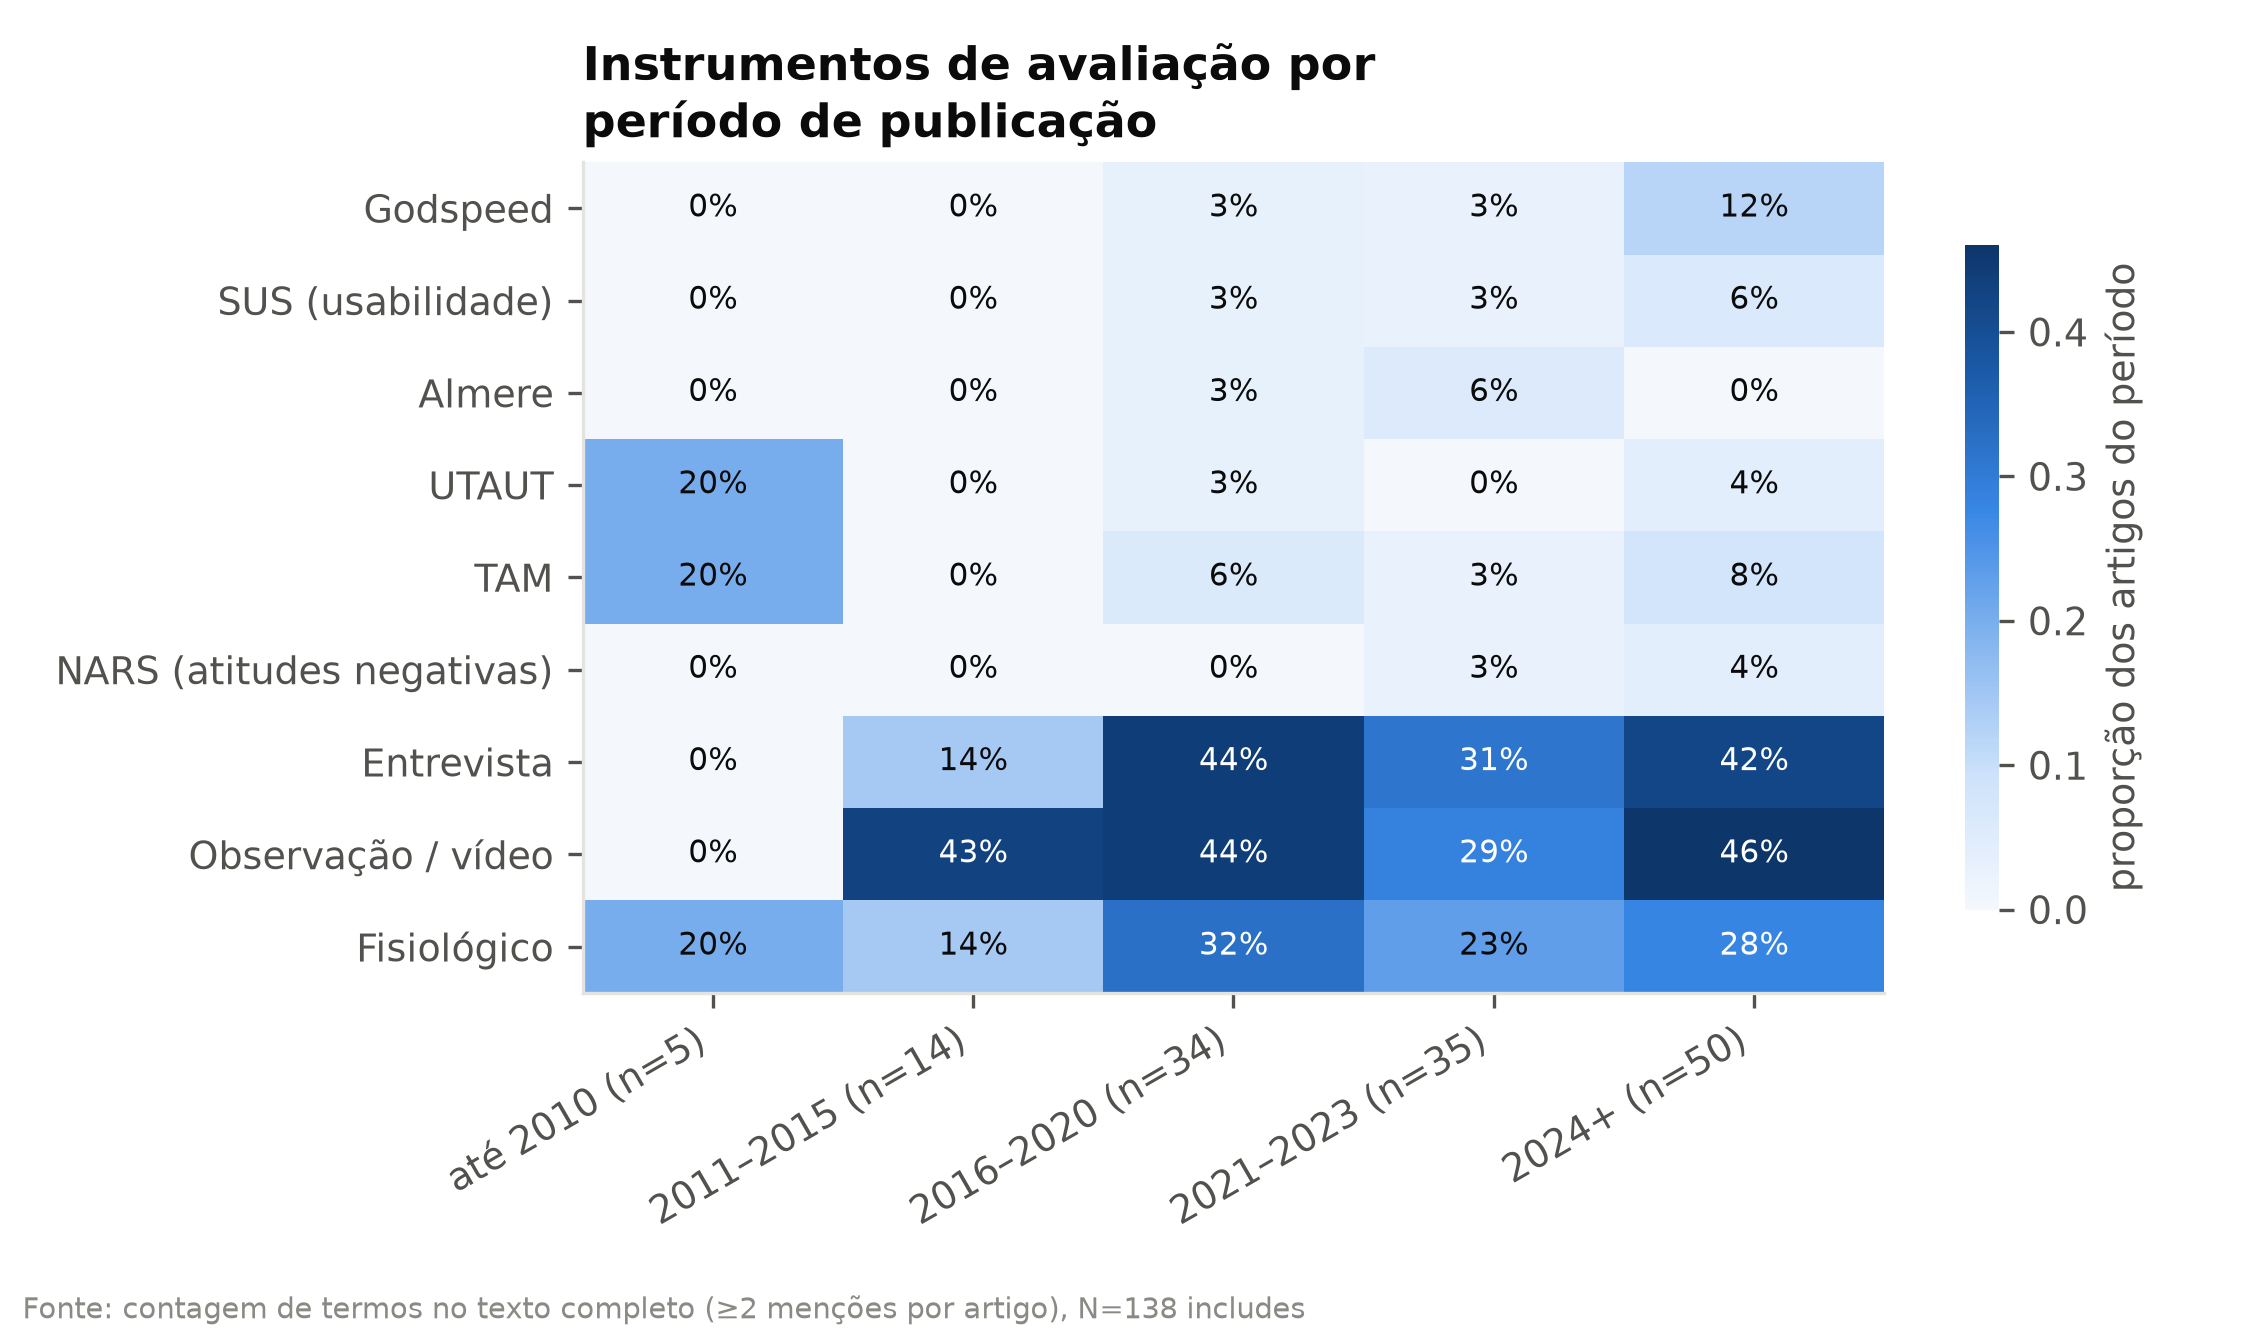 Instrumentos de avaliação por
período de publicação
Godspeed 0% 0% 3% 3% 12%
SUS (usabilidade) 0% 0% 3% 3% 6%
Almere 0% 0% 3% 6% 0%
UTAUT 20% 0% 3% 0% 4%
TAM 20% 0% 6% 3% 8%
NARS (atitudes negativas) 0% 0% 0% 3% 4%
Entrevista 0% 14% 44% 31% 42%
Observação / vídeo 0% 43% 44% 29% 46%
Fisiológico 20% 14% 32% 23% 28%
até 2010 (n=5)
2011–2015 (n=14)
2016–2020 (n=34)
2021–2023 (n=35)
2024+ (n=50)
0.4
0.3
0.2
0.1
0.0
proporção dos artigos do período
Fonte: contagem de termos no texto completo (≥2 menções por artigo), N=138 includes